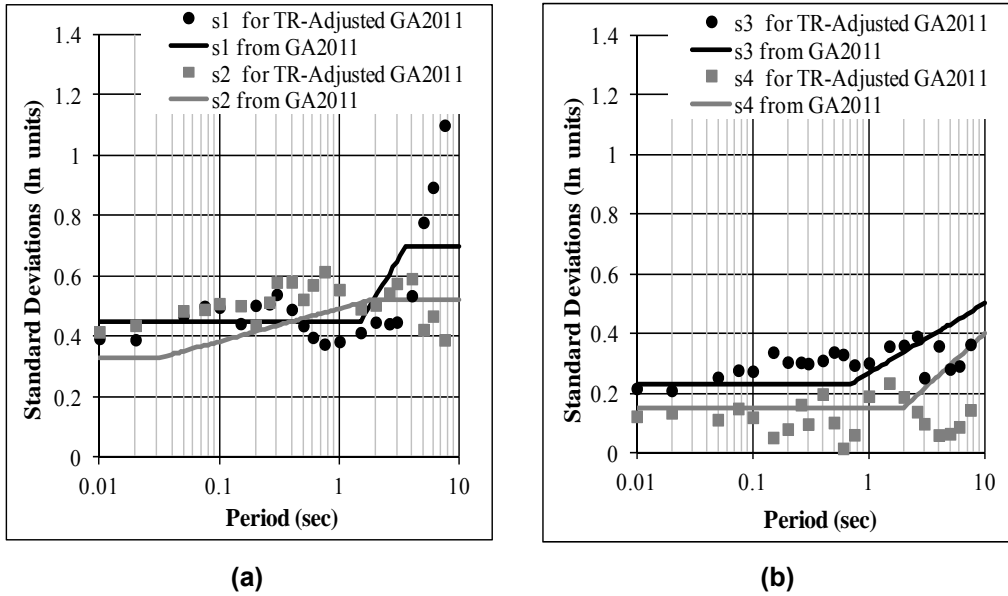 s1 for TR-Adjusted GA2011
s1 from GA2011
s2 for TR-Adjusted GA2011
s2 from GA2011
Standard Deviations (ln units)
1.4
1.2
1
0.8
0.6
0.4
0.2
0
0.01
0.1
1
10
Period (sec)
(a)
s3 for TR-Adjusted GA2011
s3 from GA2011
s4 for TR-Adjusted GA2011
s4 from GA2011
Standard Deviations (ln units)
1.4
1.2
1
0.8
0.6
0.4
0.2
0
0.01
0.1
1
10
Period (sec)
(b)